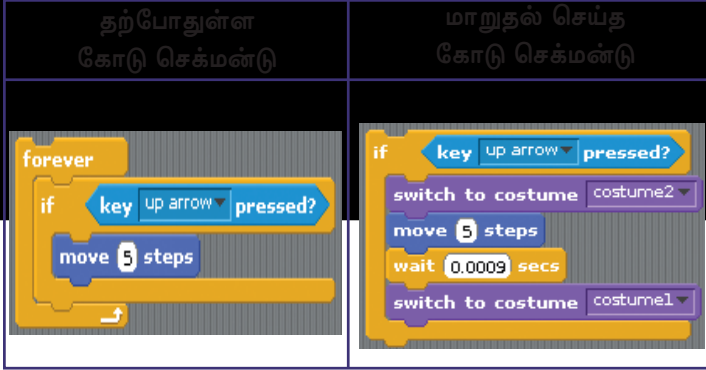 தற்போதுள்ள
கோடு செக்மன்டு
மாறுதல் செய்த
கோடு செக்மன்டு
forever
if key up arrow pressed?
move 5 steps
if key up arrow pressed?
switch to costume costume2
move 5 steps
wait 0.0009 secs
switch to costume costume1